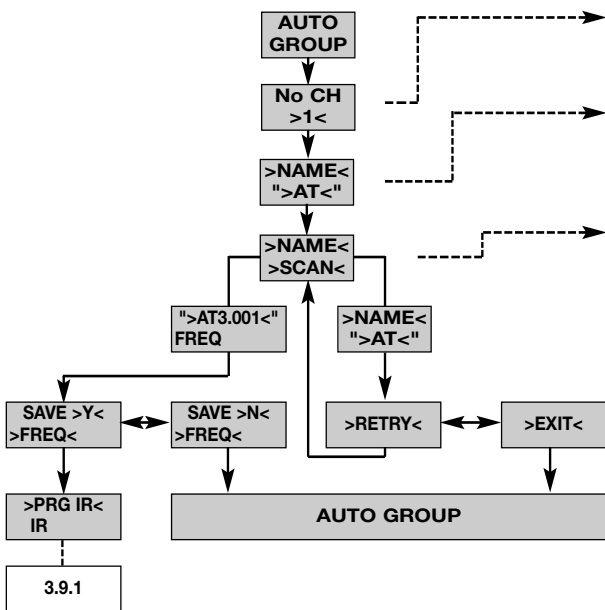 AUTO
GROUP
No CH
>1<
>NAME<
">AT<"
>NAME<
>SCAN<
">AT3.001<"
FREQ
>NAME<
">AT<"
SAVE >Y<
>FREQ<
SAVE >N<
>FREQ<
>RETRY<
>EXIT<
>PRG IR<
IR
AUTO GROUP
3.9.1